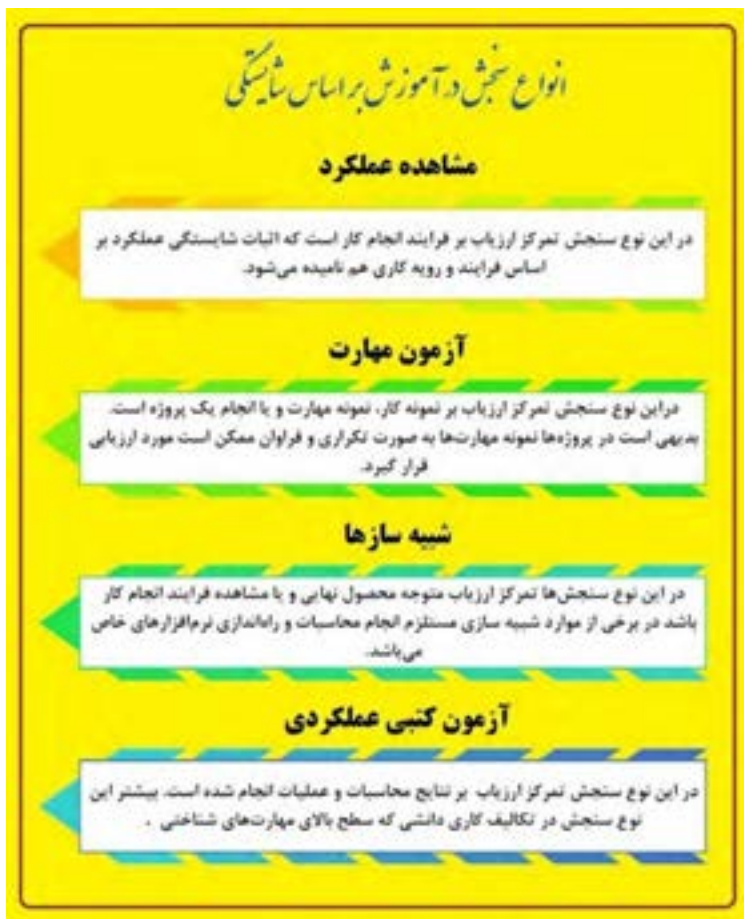 انواع سنجش در آموزش بر اساس شایستگی
مشاهده عملکرد
در این نوع سنجش تمرکز ارزیاب بر فرایند انجام کار است که اثبات شایستگی عملکرد بر
اساس فرایند و رویه کاری هم نامیده می‌شود.
آزمون مهارت
دراین نوع سنجش تمرکز ارزیاب بر نمونه کار، نمونه مهارت و یا انجام یک پروژه است.
بدیهی است در پروژه‌ها نمونه مهارت‌ها به صورت تکراری و فراوان ممکن است مورد ارزیابی
قرار گیرد.
شبیه سازها
در این نوع سنجش‌ها تمرکز ارزیاب متوجه محصول نهایی و یا مشاهده فرایند انجام کار
باشد در برخی از موارد شبیه سازی مستلزم انجام محاسبات و راه‌اندازی نرم‌افزارهای خاص
می‌باشد.
آزمون کتبی عملکردی
در این نوع سنجش تمرکز ارزیاب بر نتایج محاسبات و عملیات انجام شده است. بیشتر این
نوع سنجش در تکالیف کاری دانشی که سطح بالای مهارت‌های شناختی .